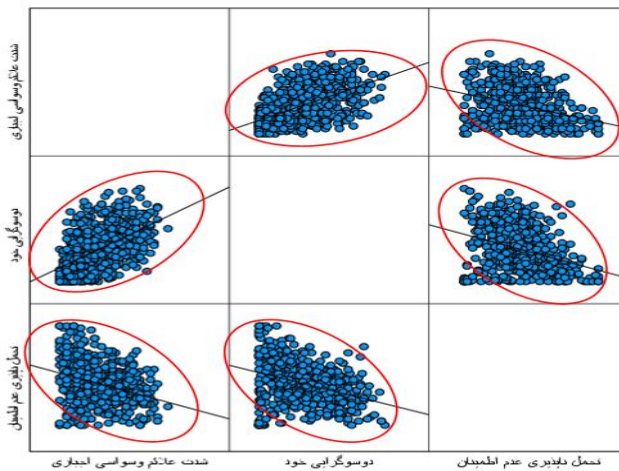 شدت علائم وسواسی اجباری
دوسوگرایی خود
تحمل ناپذیری عدم اطمینان
شدت علائم وسواسی اجباری
دوسوگرایی خود
تحمل ناپذیری عدم اطمینان